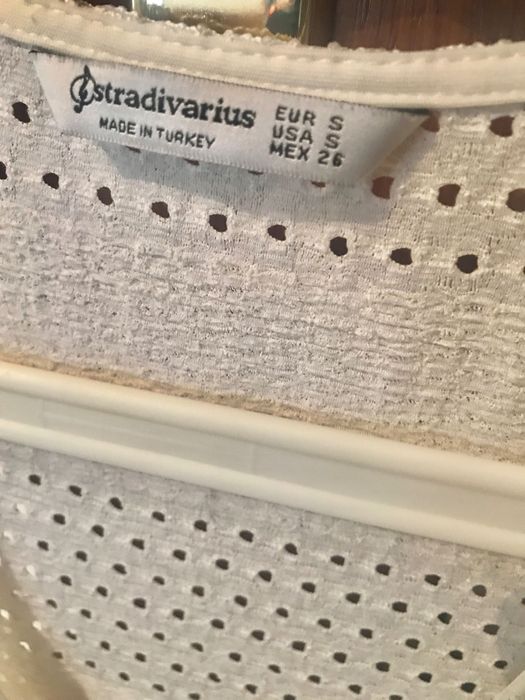 stradivarius
MADE IN TURKEY
EUR S
USA S
MEX 26